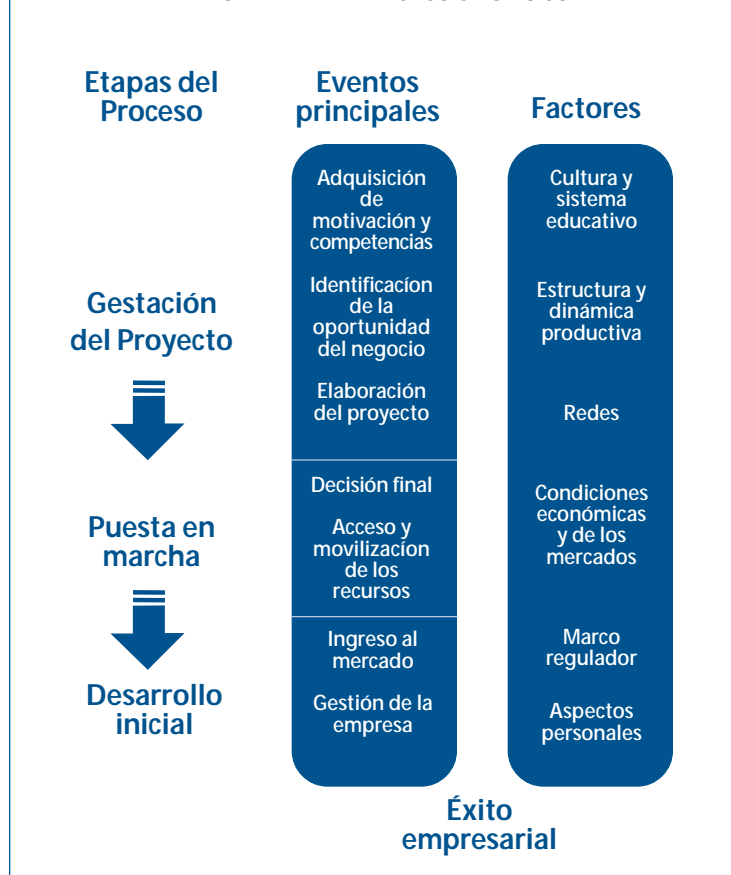 Etapas del
Proceso
Eventos
principales
Factores
Gestación
del Proyecto
Puesta en
marcha
Desarrollo
inicial
Adquisición
de
motivación y
competencias
Identificacíon
de la
oportunidad
del negocio
Elaboración
del proyecto
Decisión final
Acceso y
movilizacíon
de los
recursos
Ingreso al
mercado
Gestión de la
empresa
Cultura y
sistema
educativo
Estructura y
dinámica
productiva
Redes
Condiciones
económicas
y de los
mercados
Marco
regulador
Aspectos
personales
Éxito
empresarial